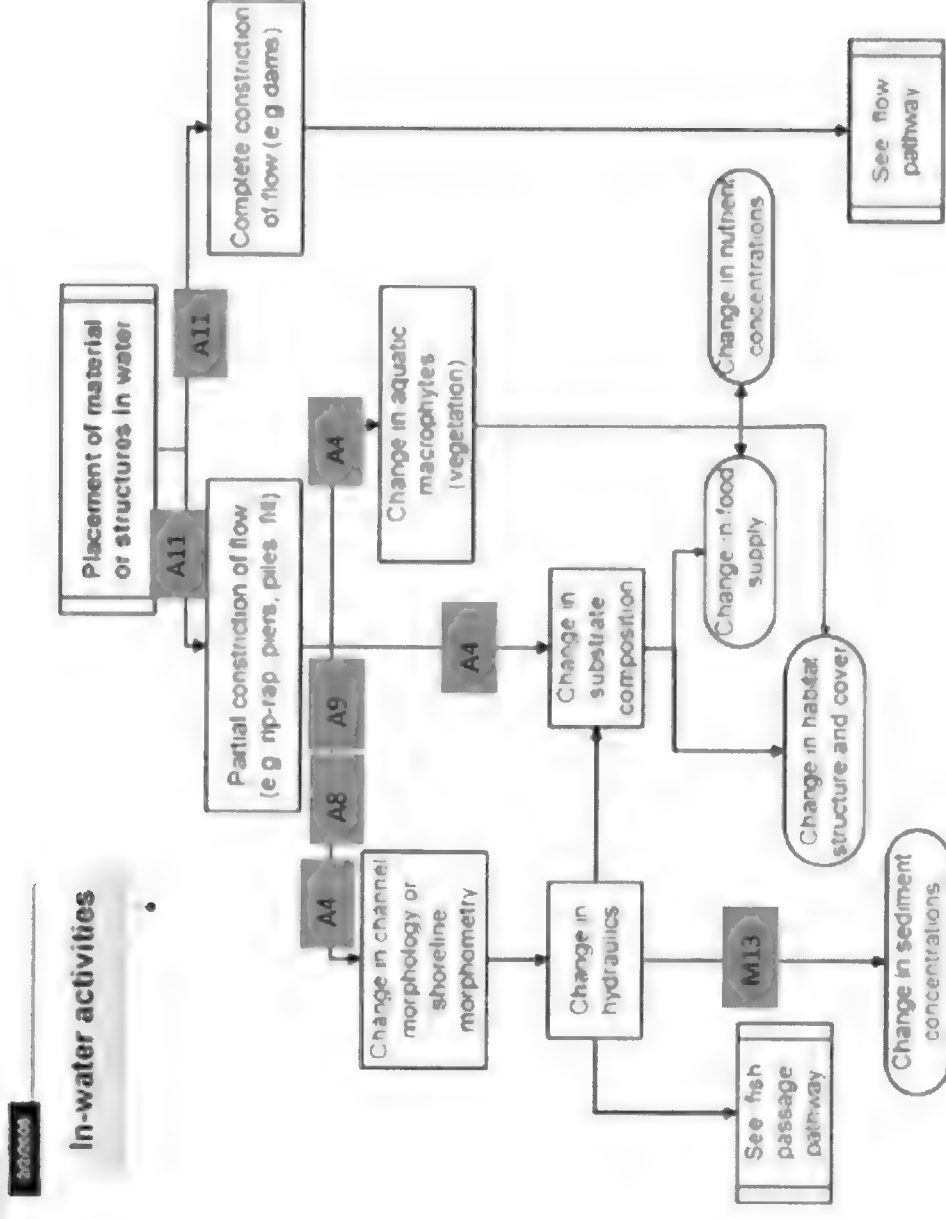 In-water activities
Placement of material
or structures in water
A11
A11
Partial constriction of flow
(e g rip-rap piers, piles fill)
Complete constriction
of flow (e g dams)
A4
A8
A9
A4
A4
Change in channel
morphology or
shoreline
morphometry
Change in aquatic
macrophytes
(vegetation)
Change in
hydraulics
Change in
substrate
composition
M13
See fish
passage
pathway
Change in sediment
concentrations
Change in habitat
structure and cover
Change in food
supply
Change in nutrient
concentrations
See flow
pathway